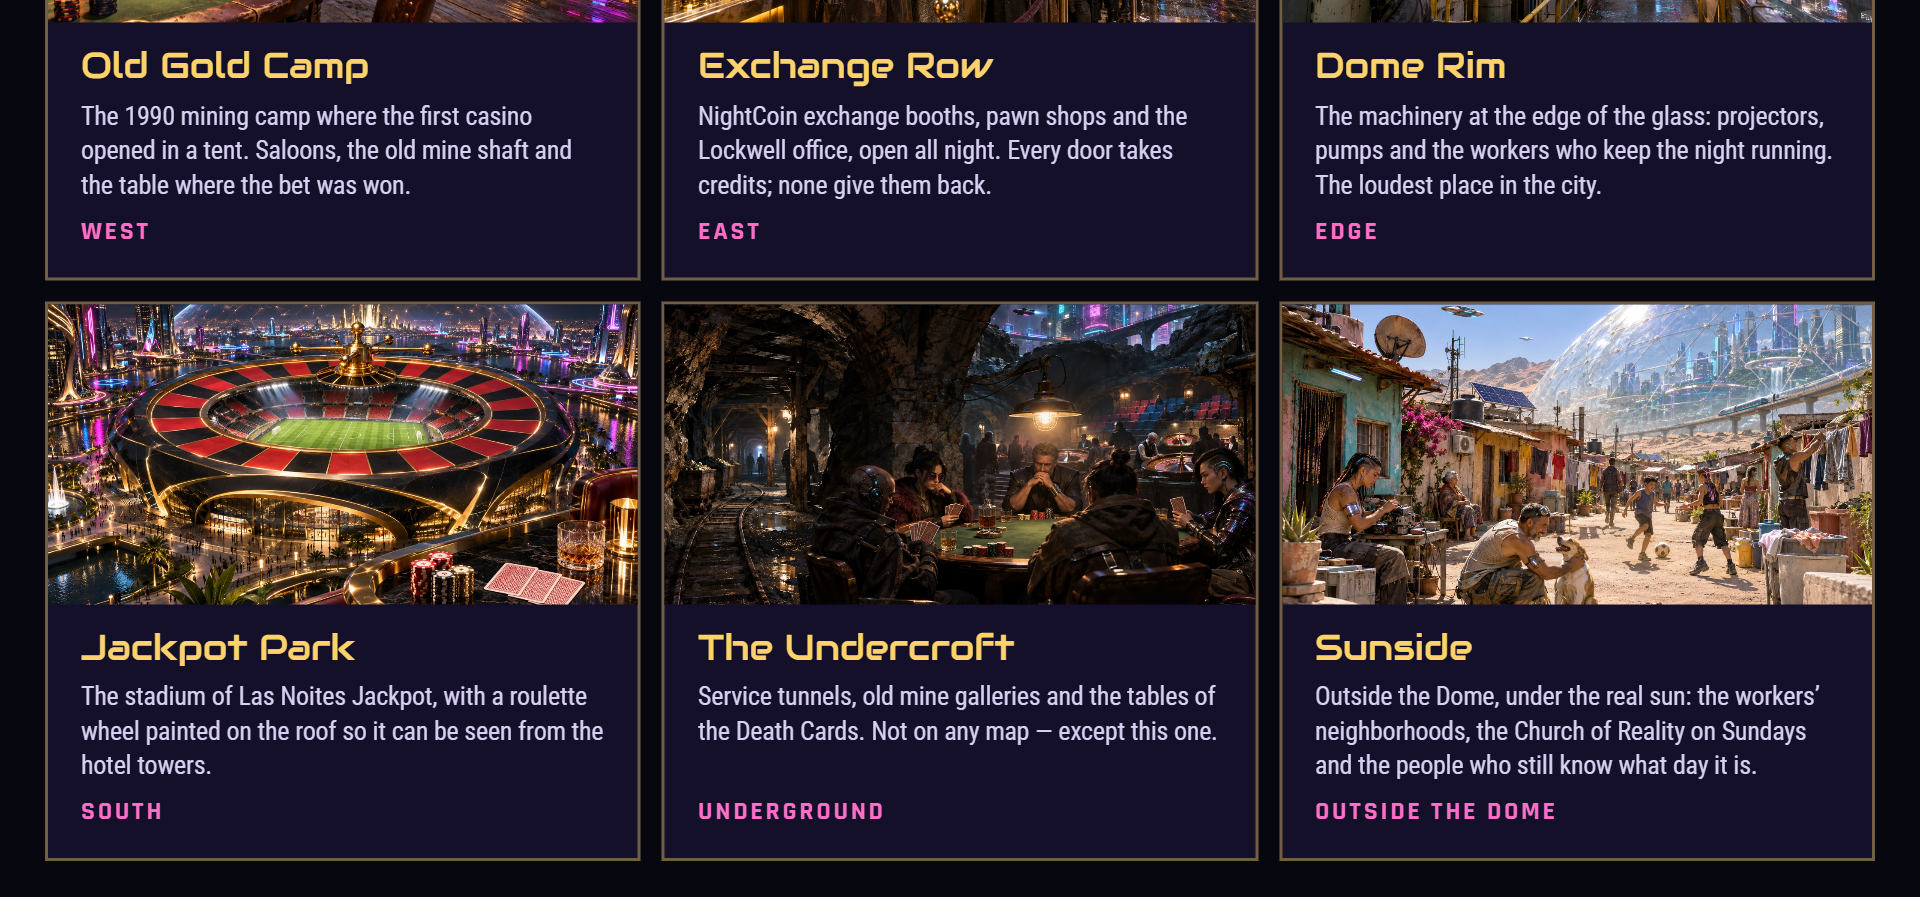 Old Gold Camp
The 1990 mining camp where the first casino
opened in a tent. Saloons, the old mine shaft and
the table where the bet was won.
WEST
Exchange Row
NightCoin exchange booths, pawn shops and the
Lockwell office, open all night. Every door takes
credits; none give them back.
EAST
Dome Rim
The machinery at the edge of the glass: projectors,
pumps and the workers who keep the night running.
The loudest place in the city.
EDGE
Jackpot Park
The stadium of Las Noites Jackpot, with a roulette
wheel painted on the roof so it can be seen from the
hotel towers.
SOUTH
The Undercroft
Service tunnels, old mine galleries and the tables of
the Death Cards. Not on any map — except this one.
UNDERGROUND
Sunside
Outside the Dome, under the real sun: the workers’
neighborhoods, the Church of Reality on Sundays
and the people who still know what day it is.
OUTSIDE THE DOME